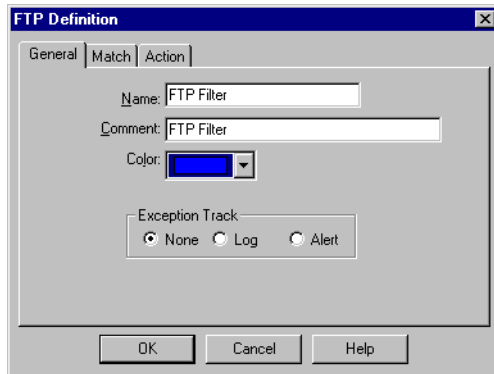 FTP Definition
General Match Action
Name: FTP Filter
Comment: FTP Filter
Color:
Exception Track
None Log Alert
OK Cancel Help